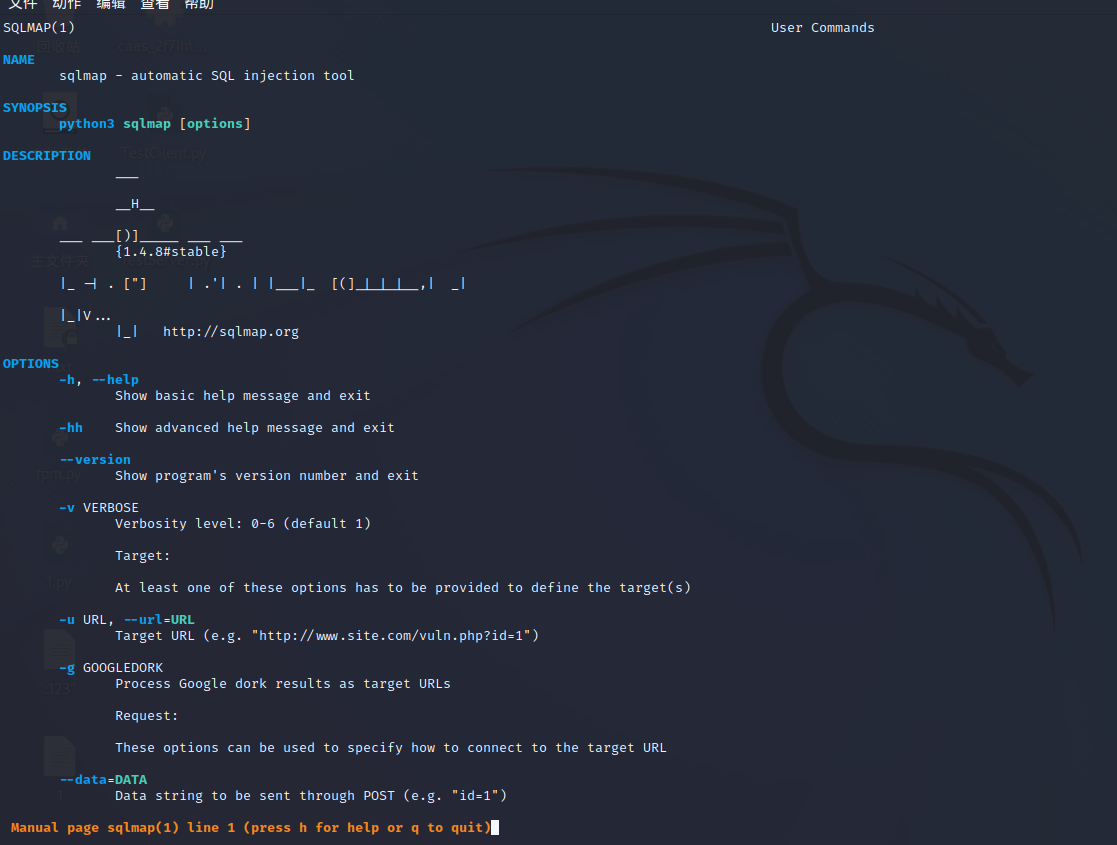 文件 动作 编辑 查看 帮助
SQLMAP(1) User Commands
NAME
sqlmap - automatic SQL injection tool
SYNOPSIS
python3 sqlmap [options]
DESCRIPTION
___
__H__
___ ___[)]_____ ___ ___
{1.4.8#stable}
|_ -| . ["] | .'| . | |___|_ [(]_|_|_|__,| _|
|_|V...
|_| http://sqlmap.org
OPTIONS
-h, --help
Show basic help message and exit
-hh Show advanced help message and exit
--version
Show program's version number and exit
-v VERBOSE
Verbosity level: 0-6 (default 1)
Target:
At least one of these options has to be provided to define the target(s)
-u URL, --url=URL
Target URL (e.g. "http://www.site.com/vuln.php?id=1")
-g GOOGLEDORK
Process Google dork results as target URLs
Request:
These options can be used to specify how to connect to the target URL
--data=DATA
Data string to be sent through POST (e.g. "id=1")
Manual page sqlmap(1) line 1 (press h for help or q to quit)